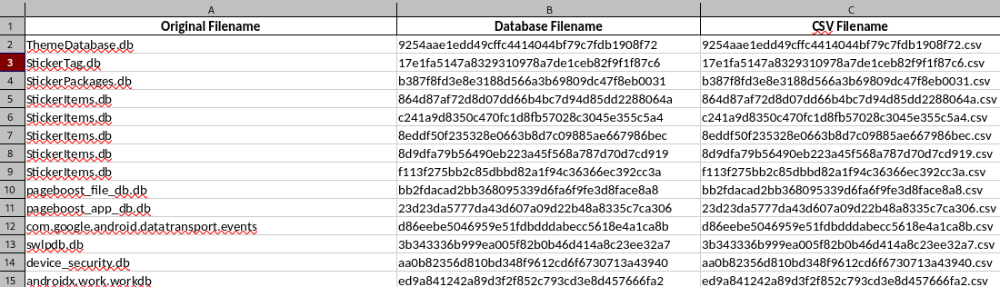 A B C
1 Original Filename Database Filename CSV Filename
2 ThemeDatabase.db 9254aae1edd49cffc4414044bf79c7fdb1908f72 9254aae1edd49cffc4414044bf79c7fdb1908f72.csv
3 StickerTag.db 17e1fa5147a8329310978a7de1ceb82f9f1f87c6 17e1fa5147a8329310978a7de1ceb82f9f1f87c6.csv
4 StickerPackages.db b387f8fd3e8e3188d566a3b69809dc47f8eb0031 b387f8fd3e8e3188d566a3b69809dc47f8eb0031.csv
5 StickerItems.db 864d87af72d8d07dd66b4bc7d94d85dd2288064a 864d87af72d8d07dd66b4bc7d94d85dd2288064a.csv
6 StickerItems.db c241a9d8350c470fc1d8fb57028c3045e355c5a4 c241a9d8350c470fc1d8fb57028c3045e355c5a4.csv
7 StickerItems.db 8eddf50f235328e0663b8d7c09885ae667986bec 8eddf50f235328e0663b8d7c09885ae667986bec.csv
8 StickerItems.db 8d9dfa79b56490eb223a45f568a787d70d7cd919 8d9dfa79b56490eb223a45f568a787d70d7cd919.csv
9 StickerItems.db f113f275bb2c85dbbd82a1f94c36366ec392cc3a f113f275bb2c85dbbd82a1f94c36366ec392cc3a.csv
10 pageboost_file_db.db bb2fdacad2bb368095339d6fa6f9fe3d8face8a8 bb2fdacad2bb368095339d6fa6f9fe3d8face8a8.csv
11 pageboost_app_db.db 23d23da5777da43d607a09d22b48a8335c7ca306 23d23da5777da43d607a09d22b48a8335c7ca306.csv
12 com.google.android.datatransport.events d86eebe5046959e51fdbdddabecc5618e4a1ca8b d86eebe5046959e51fdbdddabecc5618e4a1ca8b.csv
13 swlpdb.db 3b343336b999ea005f82b0b46d414a8c23ee32a7 3b343336b999ea005f82b0b46d414a8c23ee32a7.csv
14 device_security.db aa0b82356d810bd348f9612cd6f6730713a43940 aa0b82356d810bd348f9612cd6f6730713a43940.csv
15 androidx.work.workdb ed9a841242a89d3f2f852c793cd3e8d457666fa2 ed9a841242a89d3f2f852c793cd3e8d457666fa2.csv